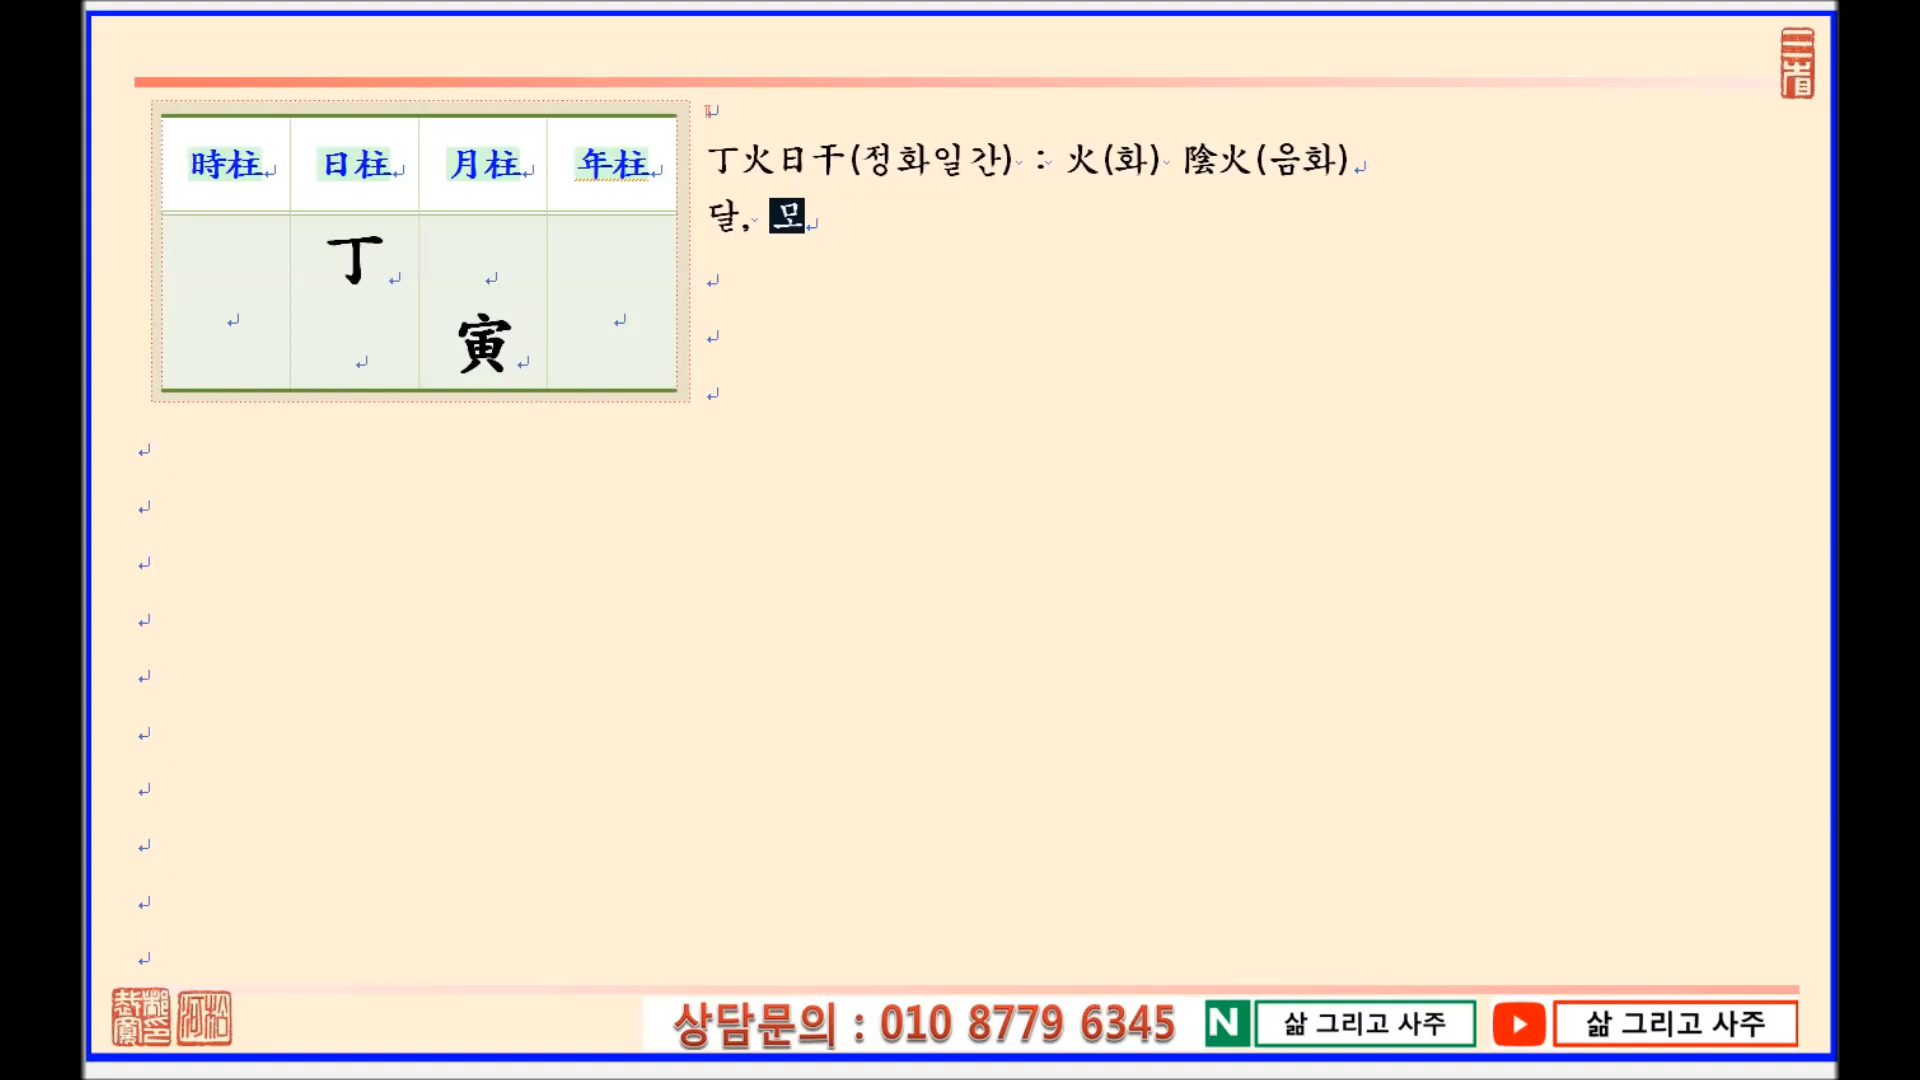 時柱 日柱 月柱 年柱
丁
寅
丁火日干(정화일간) : 火(화) 陰火(음화)
달, 모
상담문의 : 010 8779 6345 N 삶 그리고 사주 삶 그리고 사주